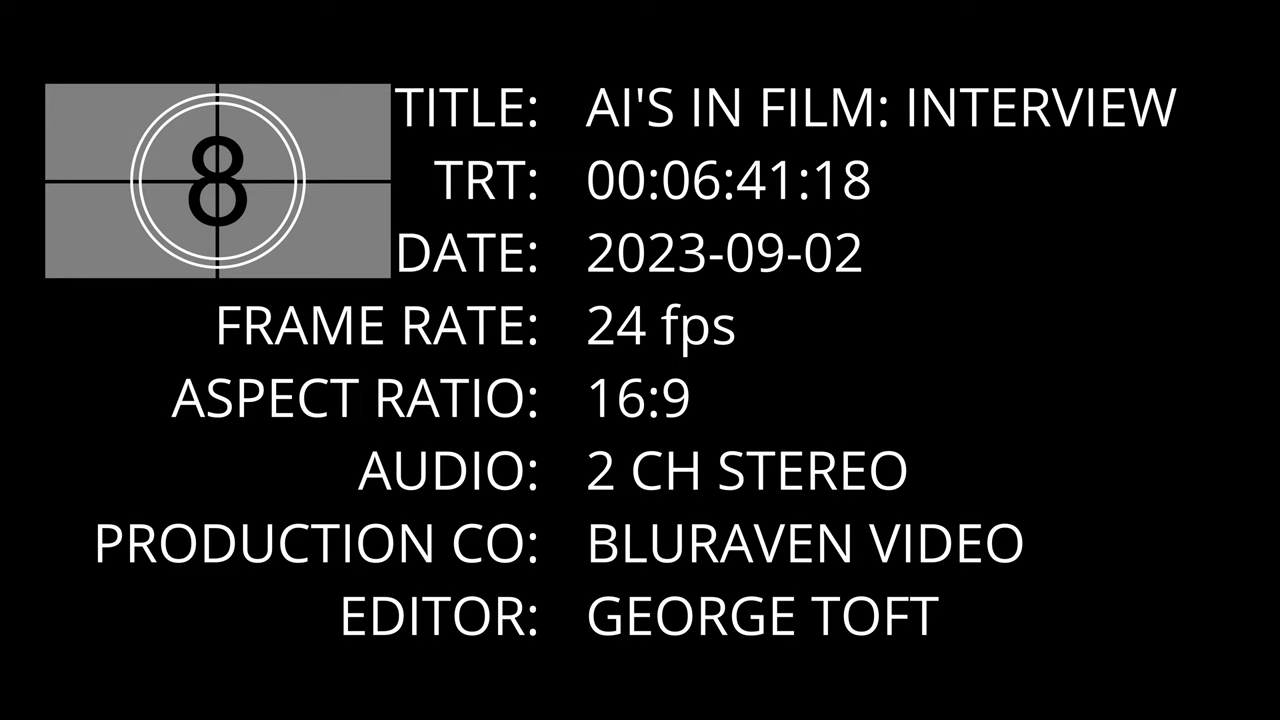 8
TITLE: AI'S IN FILM: INTERVIEW
TRT: 00:06:41:18
DATE: 2023-09-02
FRAME RATE: 24 fps
ASPECT RATIO: 16:9
AUDIO: 2 CH STEREO
PRODUCTION CO: BLURAVEN VIDEO
EDITOR: GEORGE TOFT